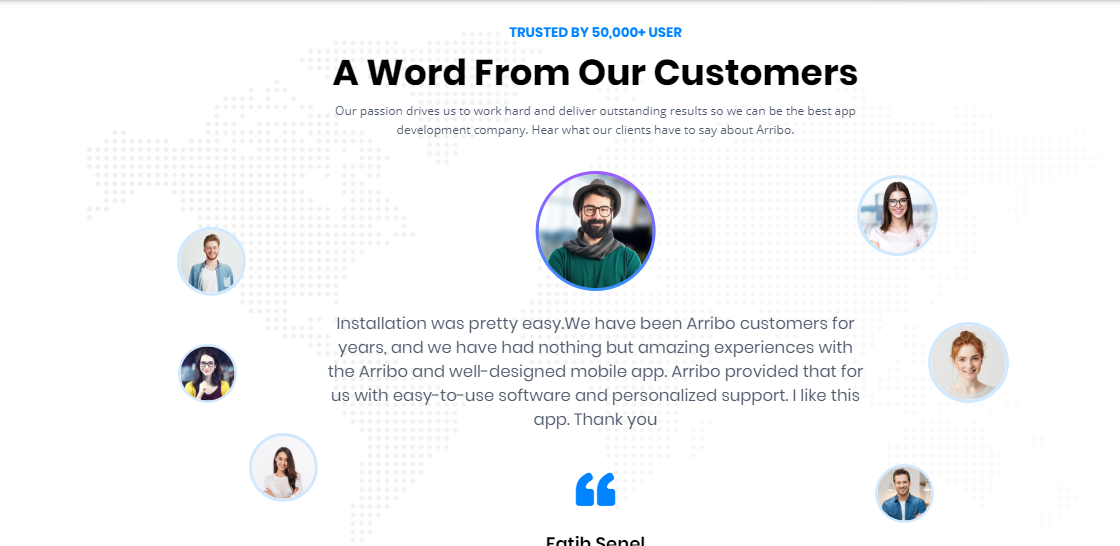 TRUSTED BY 50,000+ USER
A Word From Our Customers
Our passion drives us to work hard and deliver outstanding results so we can be the best app
development company. Hear what our clients have to say about Arribo.
Installation was pretty easy.We have been Arribo customers for
years, and we have had nothing but amazing experiences with
the Arribo and well-designed mobile app. Arribo provided that for
us with easy-to-use software and personalized support. I like this
app. Thank you
Fatih Senel